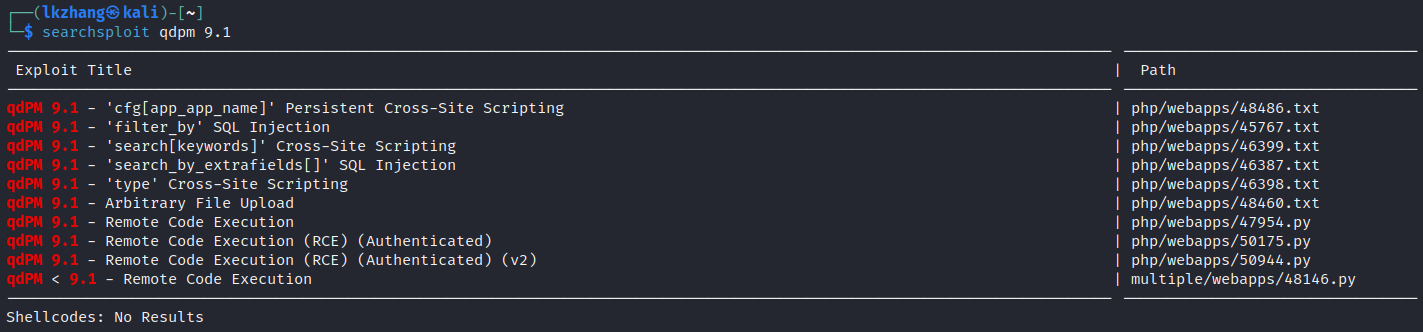 ┌──(lkzhang㉿kali)-[~]
└─$ searchsploit qdpm 9.1
Exploit Title | Path
qdPM 9.1 - 'cfg[app_app_name]' Persistent Cross-Site Scripting | php/webapps/48486.txt
qdPM 9.1 - 'filter_by' SQL Injection | php/webapps/45767.txt
qdPM 9.1 - 'search[keywords]' Cross-Site Scripting | php/webapps/46399.txt
qdPM 9.1 - 'search_by_extrafields[]' SQL Injection | php/webapps/46387.txt
qdPM 9.1 - 'type' Cross-Site Scripting | php/webapps/46398.txt
qdPM 9.1 - Arbitrary File Upload | php/webapps/48460.txt
qdPM 9.1 - Remote Code Execution | php/webapps/47954.py
qdPM 9.1 - Remote Code Execution (RCE) (Authenticated) | php/webapps/50175.py
qdPM 9.1 - Remote Code Execution (RCE) (Authenticated) (v2) | php/webapps/50944.py
qdPM < 9.1 - Remote Code Execution | multiple/webapps/48146.py
Shellcodes: No Results